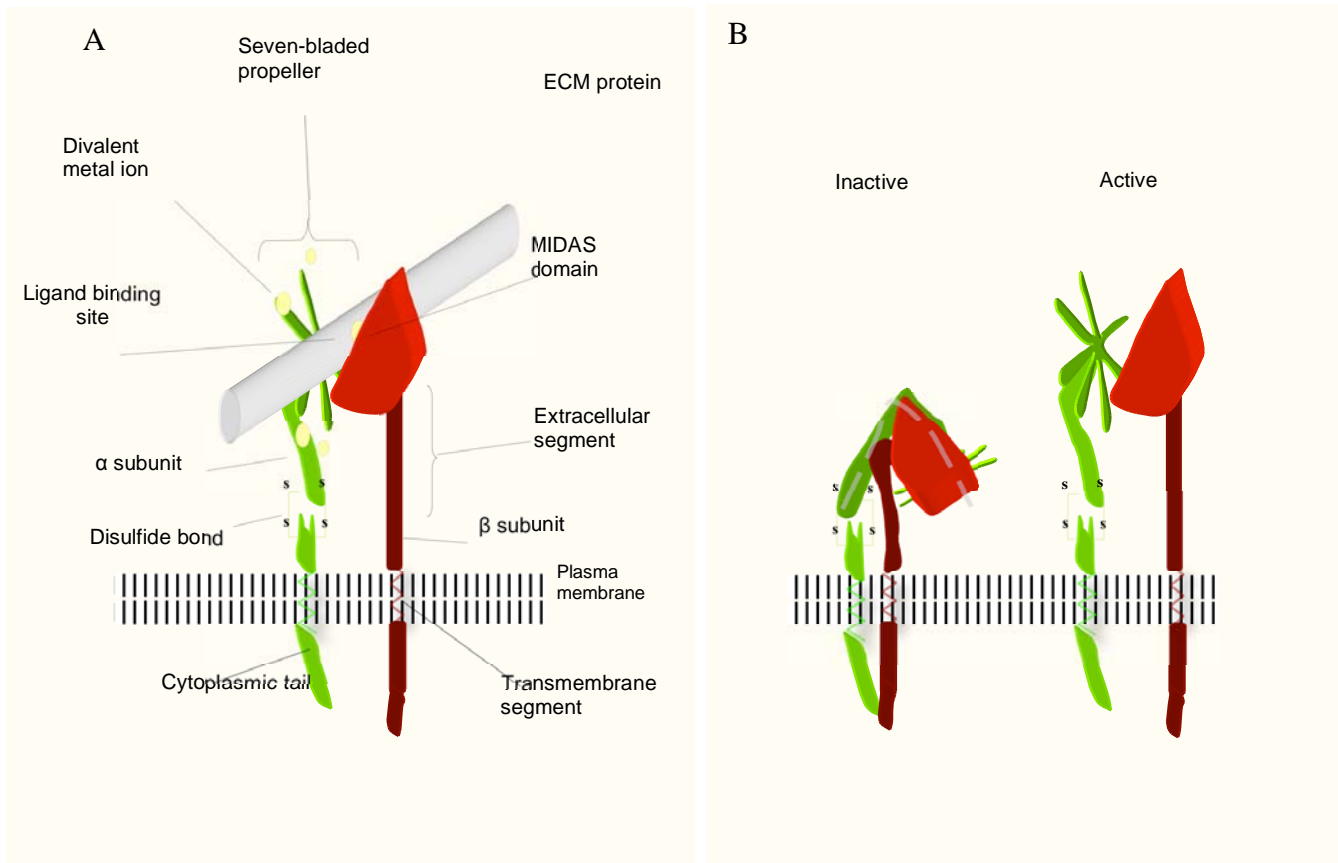 A
Seven-bladed
propeller
ECM protein
Divalent
metal ion
MIDAS
domain
Ligand binding
site
Extracellular
segment
α subunit
s s
s s
Disulfide bond
β subunit
Plasma
membrane
Cytoplasmic tail
Transmembrane
segment
B
Inactive
Active
s s
s s
s s
s s